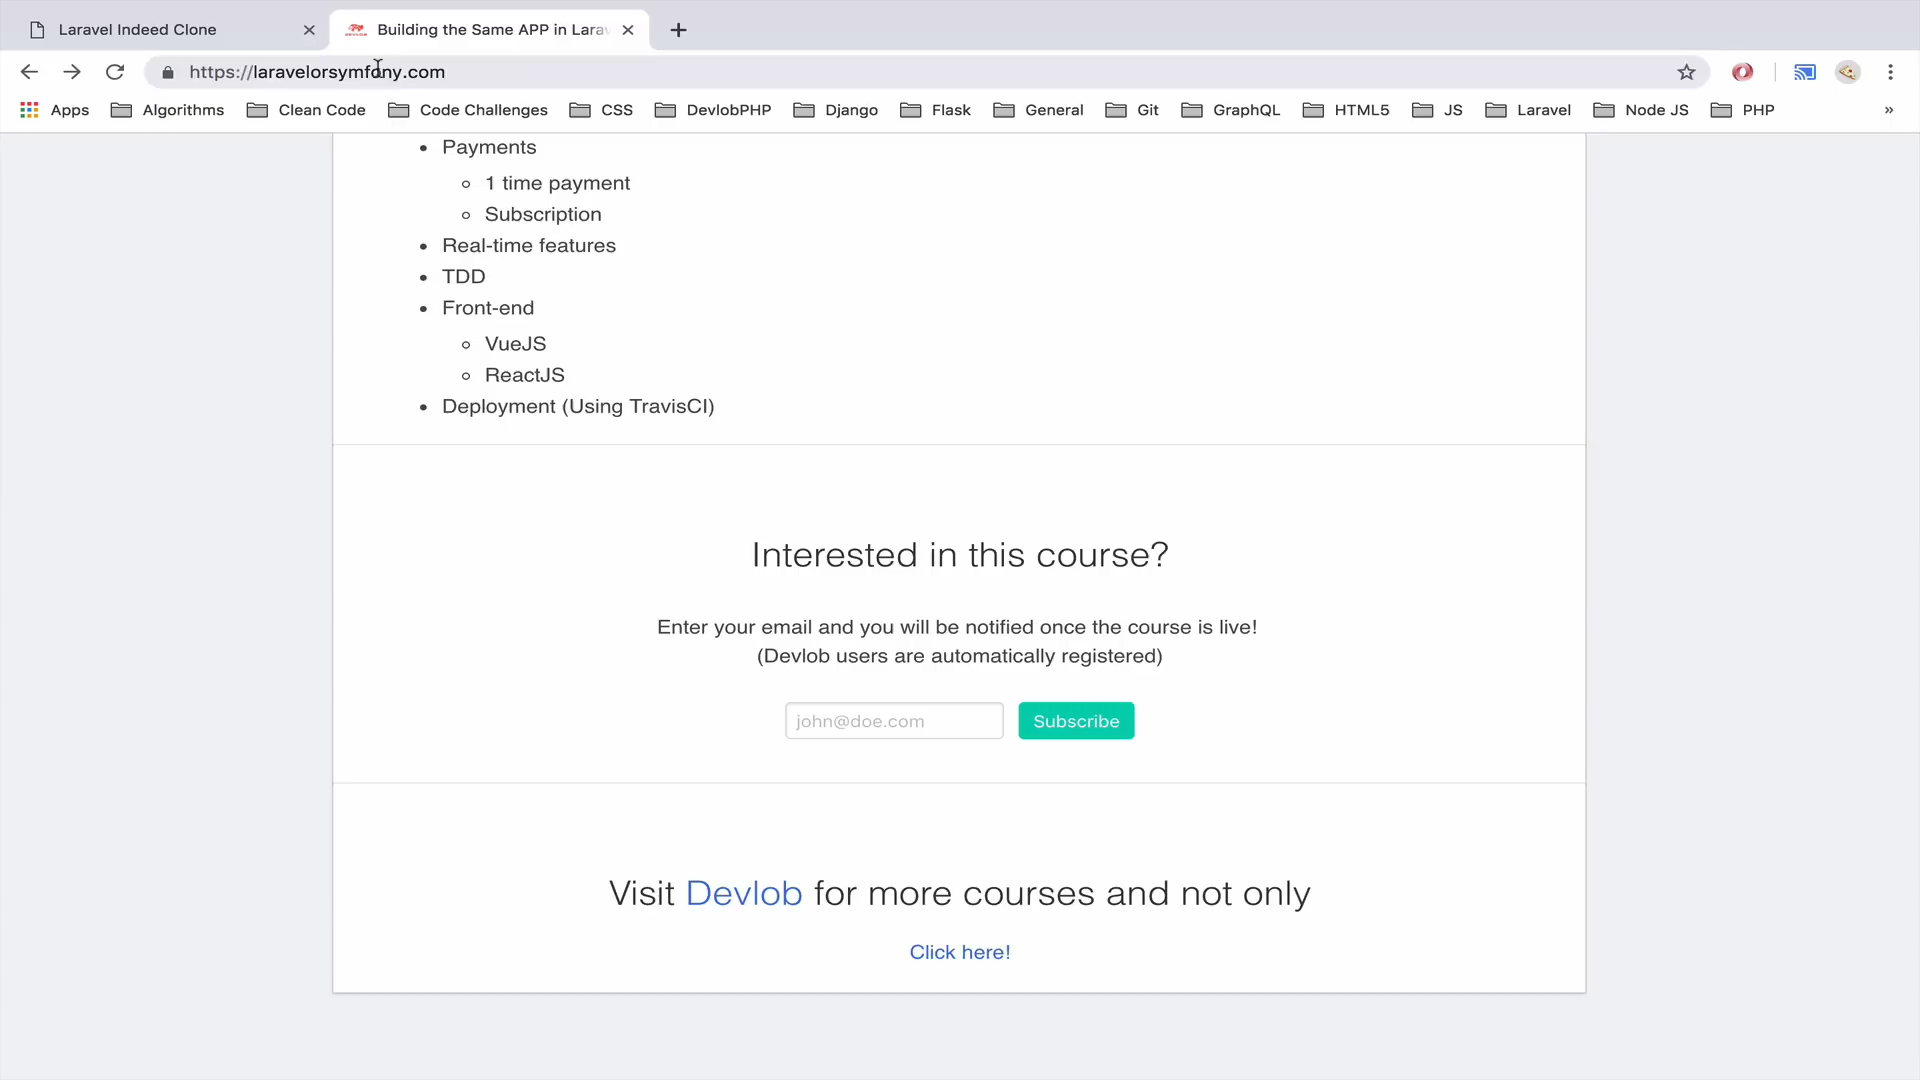 Laravel Indeed Clone
Building the Same APP in Larav
https://laravelorsymfony.com
Apps Algorithms Clean Code Code Challenges CSS DevlobPHP Django Flask General Git GraphQL HTML5 JS Laravel Node JS PHP »
• Payments
1 time payment
Subscription
• Real-time features
• TDD
• Front-end
VueJS
ReactJS
• Deployment (Using TravisCI)
Interested in this course?
Enter your email and you will be notified once the course is live!
(Devlob users are automatically registered)
john@doe.com Subscribe
Visit Devlob for more courses and not only
Click here!